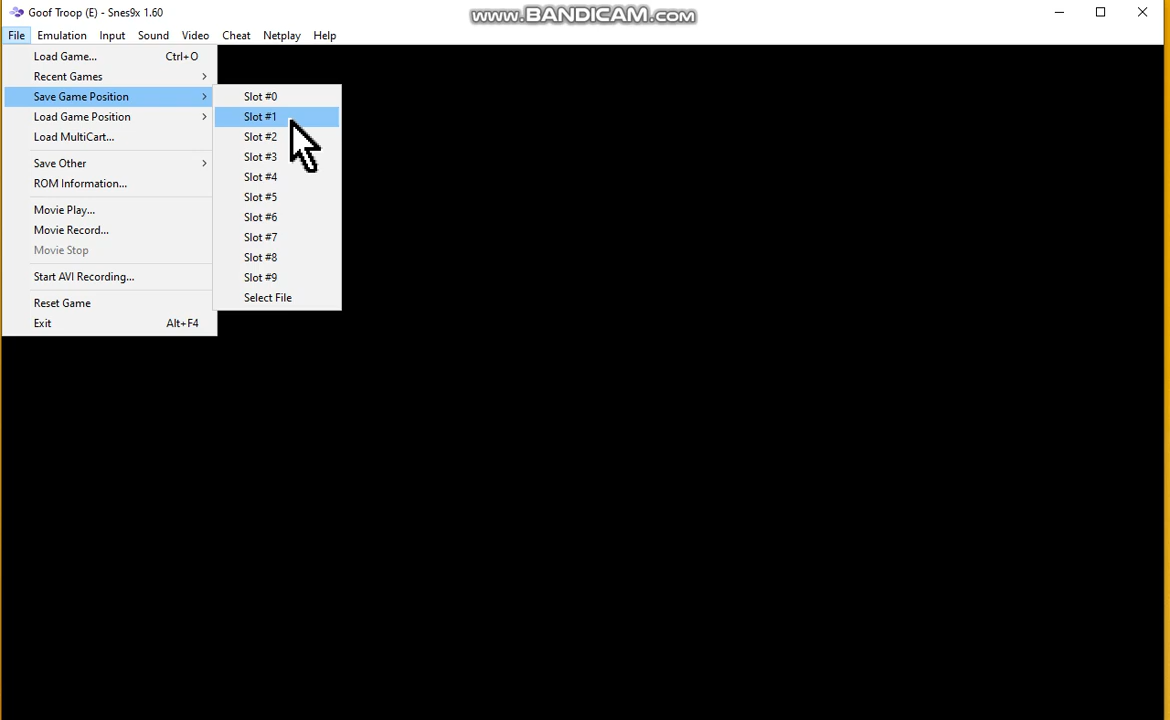 Goof Troop (E) - Snes9x 1.60
www.BANDICAM.com
File Emulation Input Sound Video Cheat Netplay Help
Load Game... Ctrl+O
Recent Games
Save Game Position
Load Game Position
Load MultiCart...
Save Other
ROM Information...
Movie Play...
Movie Record...
Movie Stop
Start AVI Recording...
Reset Game
Exit Alt+F4
Slot #0
Slot #1
Slot #2
Slot #3
Slot #4
Slot #5
Slot #6
Slot #7
Slot #8
Slot #9
Select File